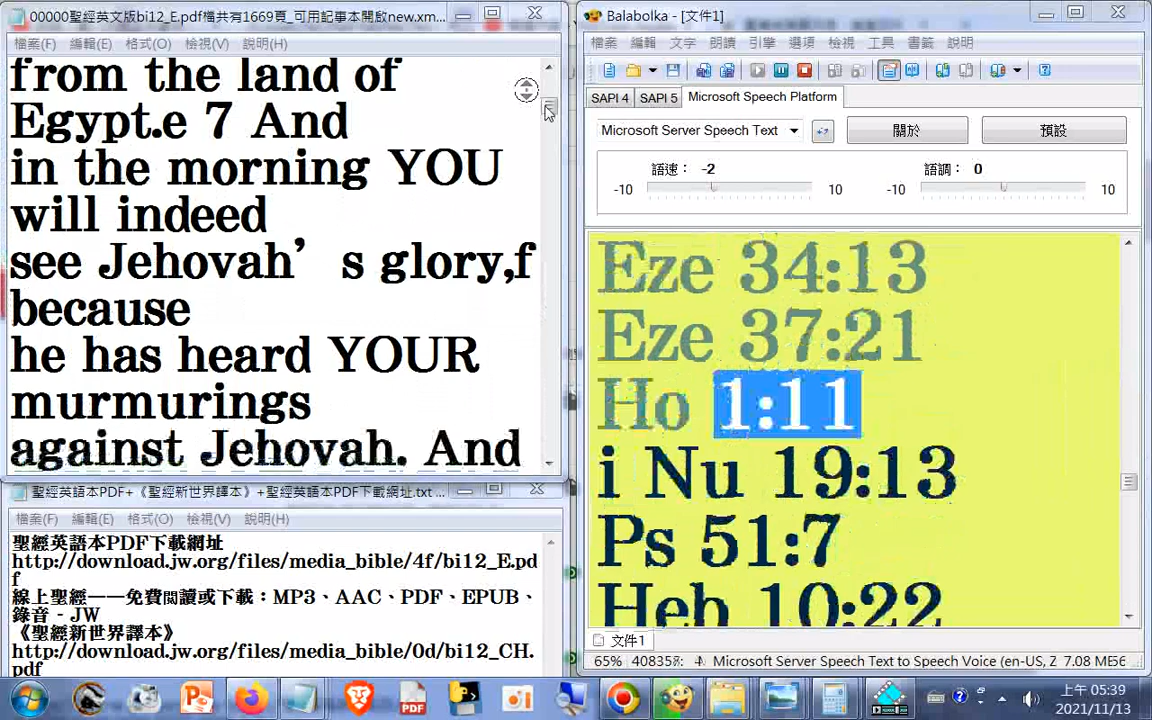 00000聖經英文版bi12_E.pdf檔共有1669頁_可用記事本開啟new.xm...
檔案(F) 編輯(E) 格式(O) 檢視(V) 說明(H)
from the land of
Egypt.e 7 And
in the morning YOU
will indeed
see Jehovah’s glory,f
because
he has heard YOUR
murmurings
against Jehovah. And
聖經英語本PDF+《聖經新世界譯本》+聖經英語本PDF下載網址.txt ...
檔案(F) 編輯(E) 格式(O) 檢視(V) 說明(H)
聖經英語本PDF下載網址
http://download.jw.org/files/media_bible/4f/bi12_E.pd
f
線上聖經──免費閱讀或下載：MP3、AAC、PDF、EPUB、
錄音 - JW
《聖經新世界譯本》
http://download.jw.org/files/media_bible/0d/bi12_CH.
pdf
Balabolka - [文件1]
檔案 編輯 文字 朗讀 引擎 選項 檢視 工具 書籤 說明
SAPI 4 SAPI 5 Microsoft Speech Platform
Microsoft Server Speech Text 關於 預設
語速： -2 語調： 0
-10 10 -10 10
Eze 34:13
Eze 37:21
Ho 1:11
i Nu 19:13
Ps 51:7
Heb 10:22
文件1
65% Microsoft Server Speech Text to Speech Voice (en-US, Z 7.08 ME
PDF
上午 05:39
2021/11/13